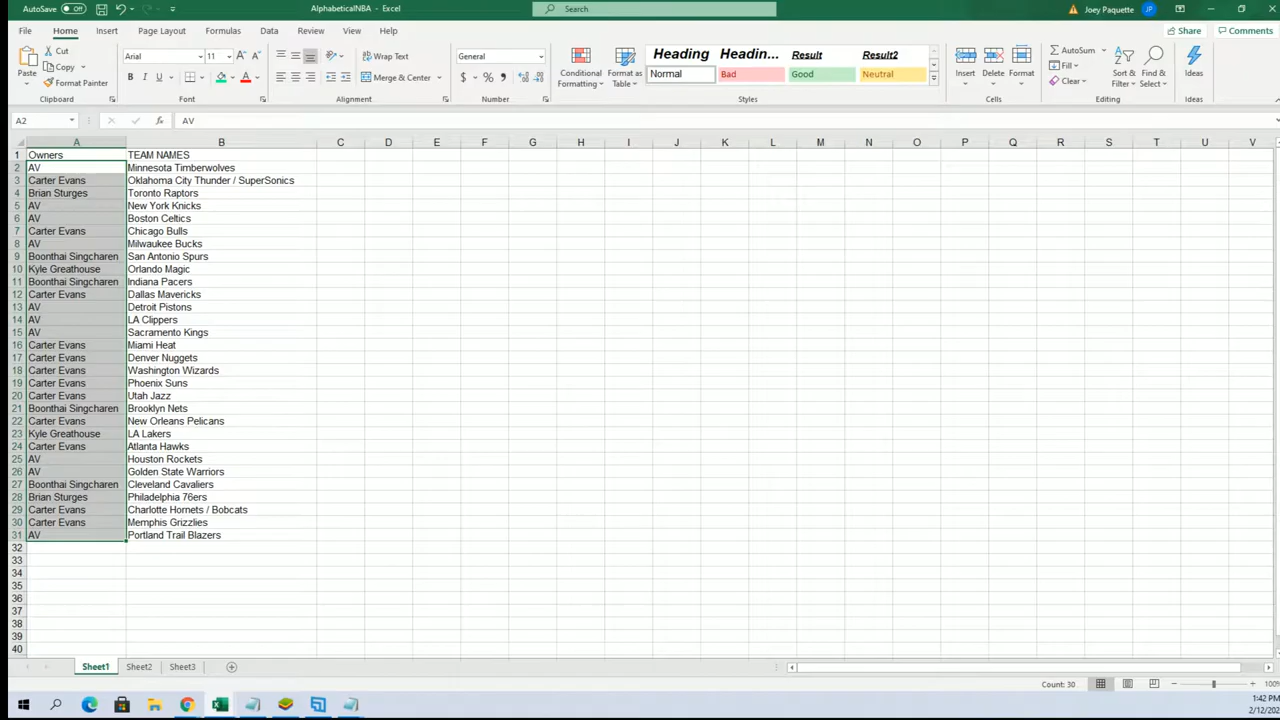 AutoSave Off AlphabeticalNBA - Excel Search Joey Paquette JP
File Home Insert Draw Page Layout Formulas Data Review View Help Share Comments
Cut
Copy
Format Painter
Paste
Clipboard
Arial 11
B I U
Font
Wrap Text
Merge & Center
Alignment
General
$ % 9
Number
Conditional Formatting
Format as Table
Heading Headin... Result Result2
Normal Bad Good Neutral
Styles
Insert Delete Format
Cells
AutoSum
Fill
Clear
Sort & Filter
Find & Select
Editing
Ideas
Ideas
A2 AV
A B C D E F G H I J K L M N O P Q R S T U V
1 Owners TEAM NAMES
2 AV Minnesota Timberwolves
3 Carter Evans Oklahoma City Thunder / SuperSonics
4 Brian Sturges Toronto Raptors
5 AV New York Knicks
6 AV Boston Celtics
7 Carter Evans Chicago Bulls
8 AV Milwaukee Bucks
9 Boonthai Singcharen San Antonio Spurs
10 Kyle Greathouse Orlando Magic
11 Boonthai Singcharen Indiana Pacers
12 Carter Evans Dallas Mavericks
13 AV Detroit Pistons
14 AV LA Clippers
15 AV Sacramento Kings
16 Carter Evans Miami Heat
17 Carter Evans Denver Nuggets
18 Carter Evans Washington Wizards
19 Carter Evans Phoenix Suns
20 Carter Evans Utah Jazz
21 Boonthai Singcharen Brooklyn Nets
22 Carter Evans New Orleans Pelicans
23 Kyle Greathouse LA Lakers
24 Carter Evans Atlanta Hawks
25 AV Houston Rockets
26 AV Golden State Warriors
27 Boonthai Singcharen Cleveland Cavaliers
28 Brian Sturges Philadelphia 76ers
29 Carter Evans Charlotte Hornets / Bobcats
30 Carter Evans Memphis Grizzlies
31 AV Portland Trail Blazers
32
33
34
35
36
37
38
39
40
Sheet1 Sheet2 Sheet3
Count: 30 100%
1:42 PM
2/12/202